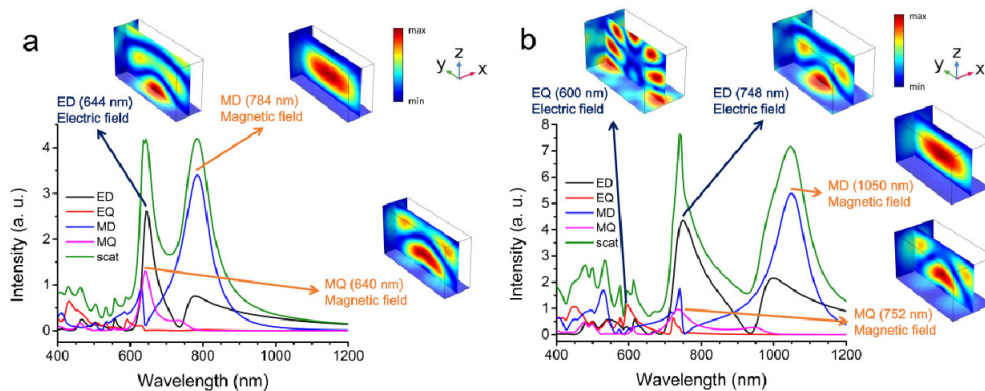 a
max
min
z
y
x
ED (644 nm)
Electric field
MD (784 nm)
Magnetic field
4
3
2
1
0
Intensity (a. u.)
ED
EQ
MD
MQ
scat
MQ (640 nm)
Magnetic field
400
600
800
1000
1200
Wavelength (nm)
b
max
min
z
y
x
EQ (600 nm)
Electric field
ED (748 nm)
Electric field
8
7
6
5
4
3
2
1
0
Intensity (a. u.)
ED
EQ
MD
MQ
scat
MD (1050 nm)
Magnetic field
MQ (752 nm)
Magnetic field
400
600
800
1000
1200
Wavelength (nm)